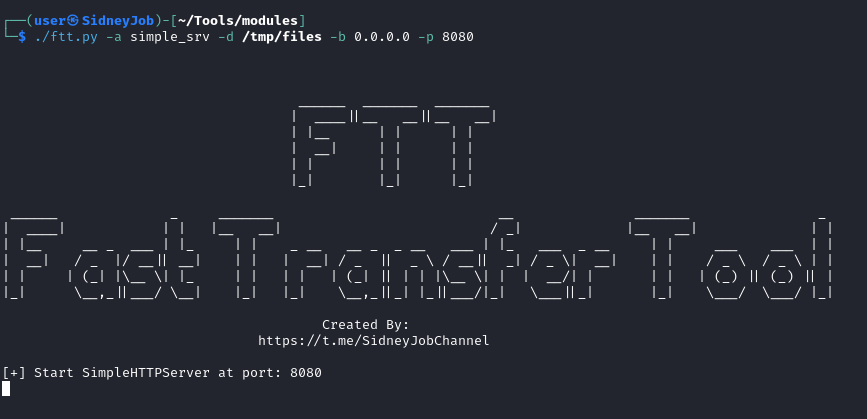 ┌──(user㉿SidneyJob)-[~/Tools/modules]
└─$ ./ftt.py -a simple_srv -d /tmp/files -b 0.0.0.0 -p 8080
FTT
Fast Transfer Tool
Created By:
https://t.me/SidneyJobChannel
[+] Start SimpleHTTPServer at port: 8080